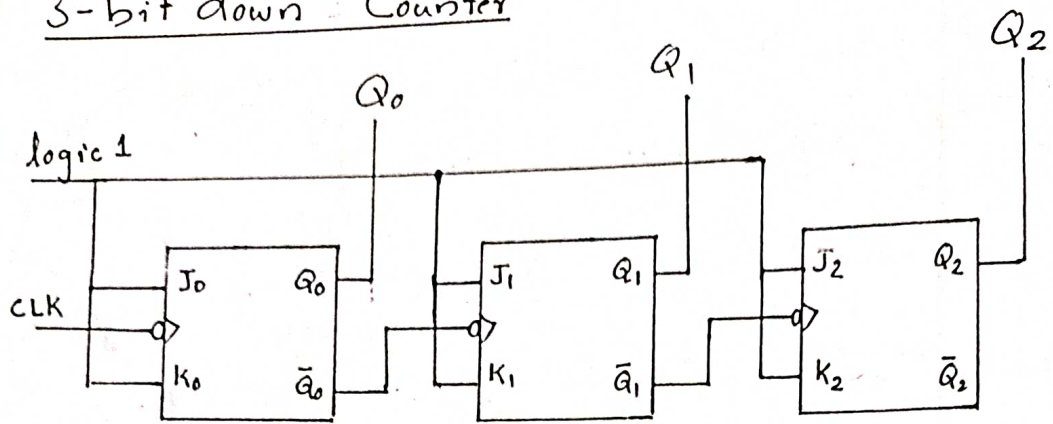 3-bit down Counter
Q₂
Q₁
Q₀
logic 1
J₀ Q₀
J₁ Q₁
J₂ Q₂
CLK
K₀ Q̅₀
K₁ Q̅₁
K₂ Q̅₂